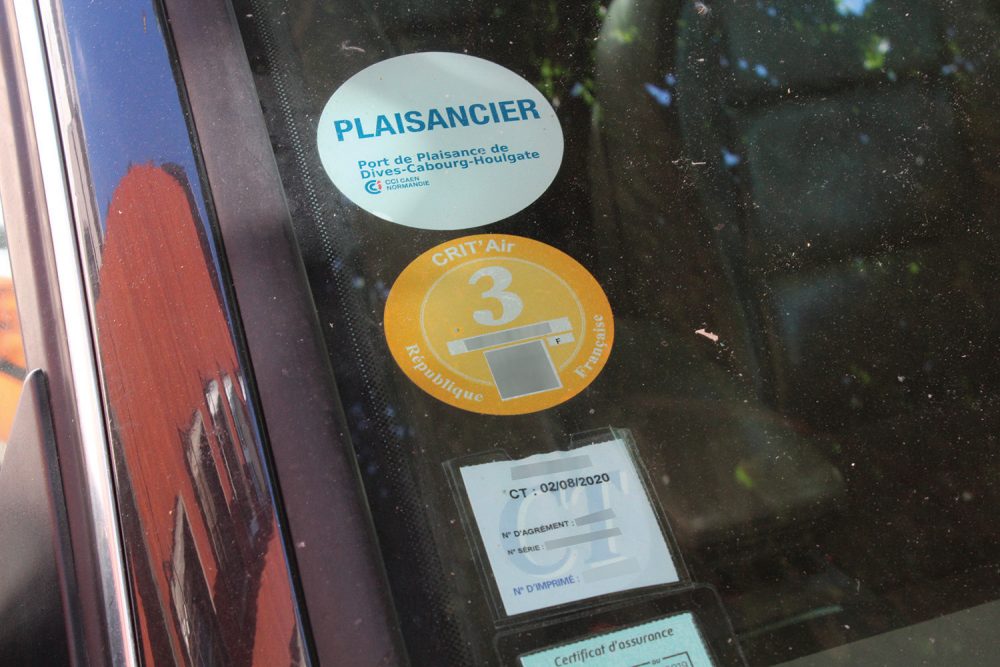 PLAISANCIER
Port de Plaisance de
Dives-Cabourg-Houlgate
CCI CAEN
NORMANDIE
CRIT'Air
3
F
République Française
CT : 02/08/2020
N° D'AGRÉMENT :
N° SÉRIE :
CT
N° D'IMPRIMÉ :
Certificat d'assurance
au